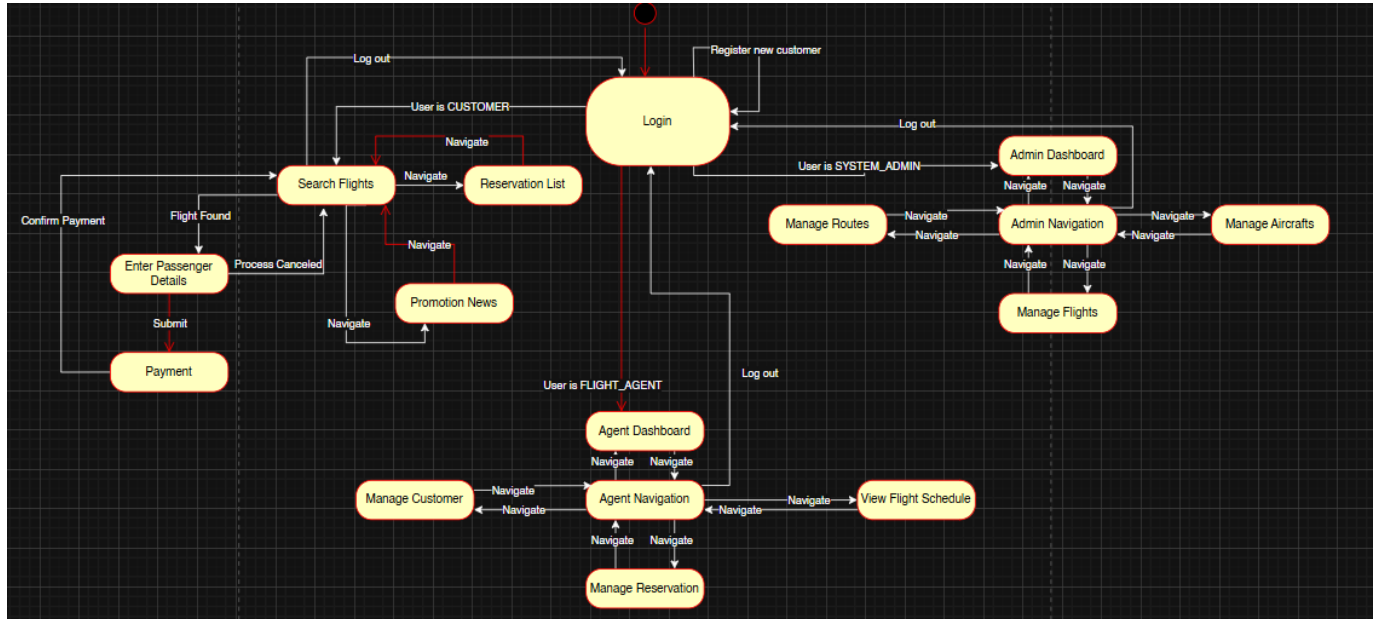 Register new customer
Log out
User is CUSTOMER
Login
Log out
Navigate
User is SYSTEM_ADMIN
Admin Dashboard
Search Flights
Navigate
Reservation List
Navigate
Navigate
Confirm Payment
Flight Found
Manage Routes
Navigate
Navigate
Admin Navigation
Navigate
Navigate
Manage Aircrafts
Navigate
Enter Passenger
Details
Process Canceled
Navigate
Navigate
Promotion News
Manage Flights
Submit
Navigate
Payment
Log out
User is FLIGHT_AGENT
Agent Dashboard
Navigate
Navigate
Manage Customer
Navigate
Navigate
Agent Navigation
Navigate
Navigate
View Flight Schedule
Navigate
Navigate
Manage Reservation